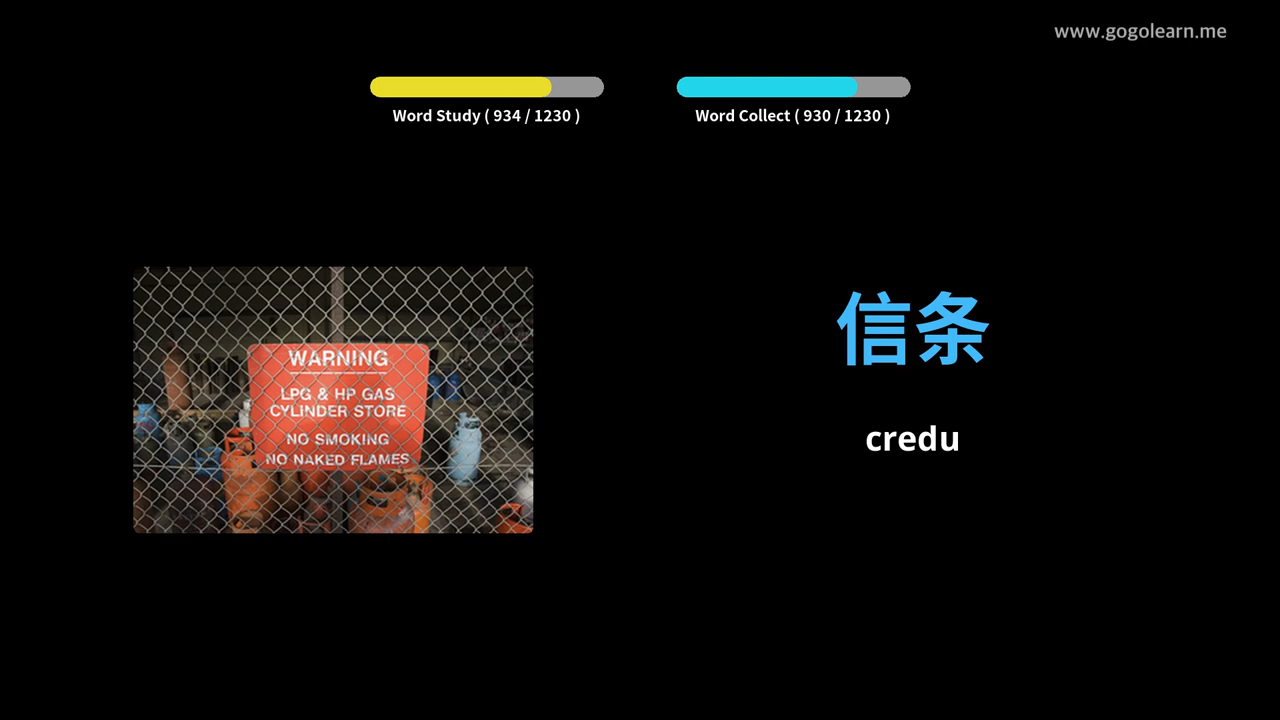 www.gogolearn.me
Word Study ( 934 / 1230 )
Word Collect ( 930 / 1230 )
WARNING
LPG & HP GAS
CYLINDER STORE
NO SMOKING
NO NAKED FLAMES
信条
credu